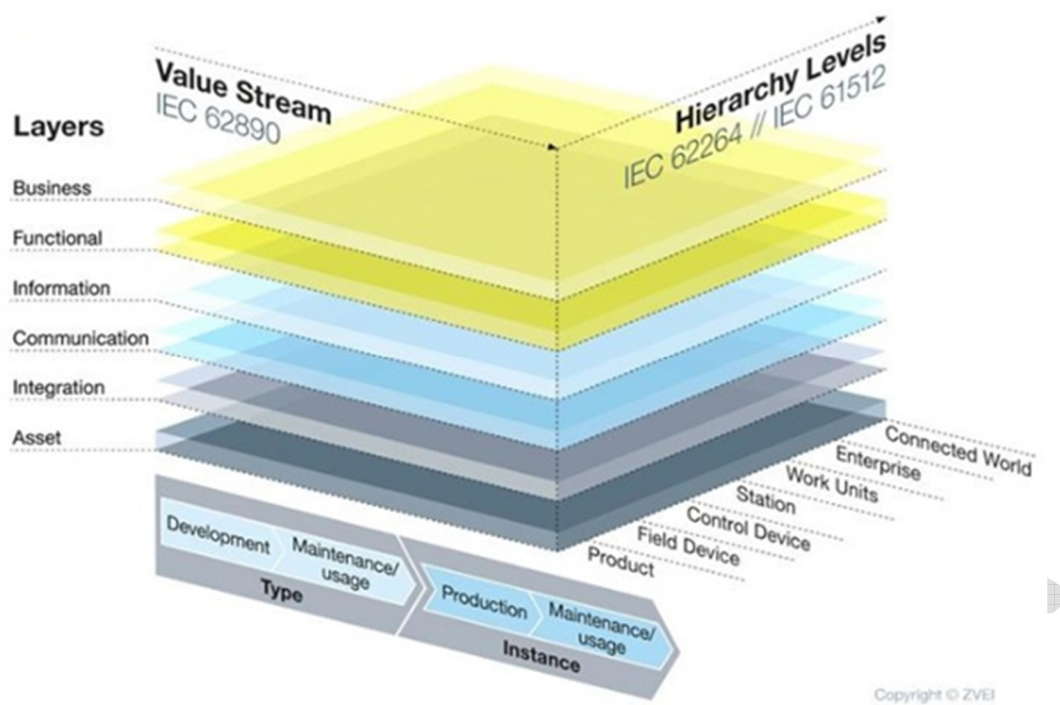 Value Stream
IEC 62890
Hierarchy Levels
IEC 62264 // IEC 61512
Layers
Business
Functional
Information
Communication
Integration
Asset
Connected World
Enterprise
Work Units
Station
Control Device
Field Device
Product
Development
Maintenance/
usage
Type
Production
Maintenance/
usage
Instance
Copyright © ZVEI